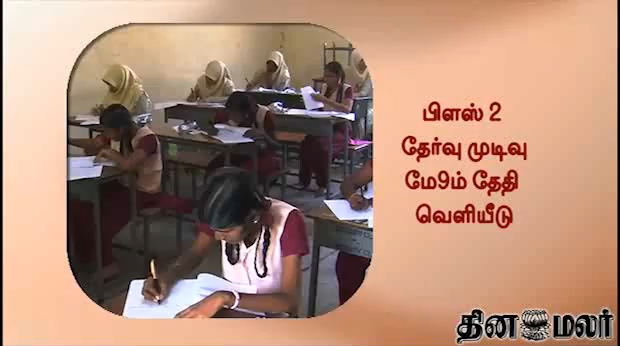 பிளஸ் 2
தேர்வு முடிவு
மே9ம் தேதி
வெளியீடு
தினமலர்